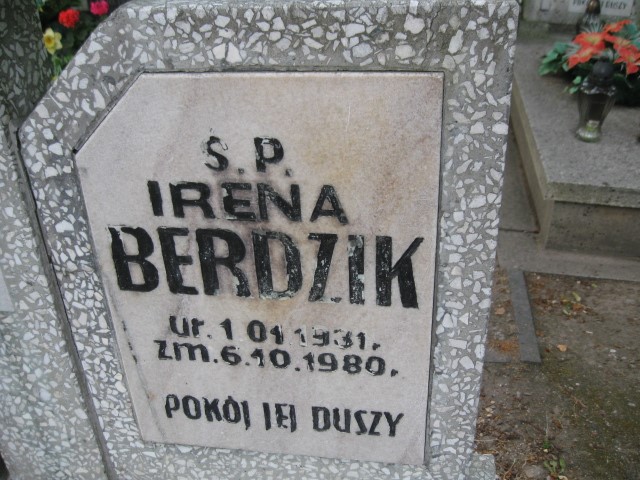 Ś.P.
IRENA
BERDZIK
ur.1 01 1931.
zm.6.10.1980.
POKÓJ JEJ DUSZY